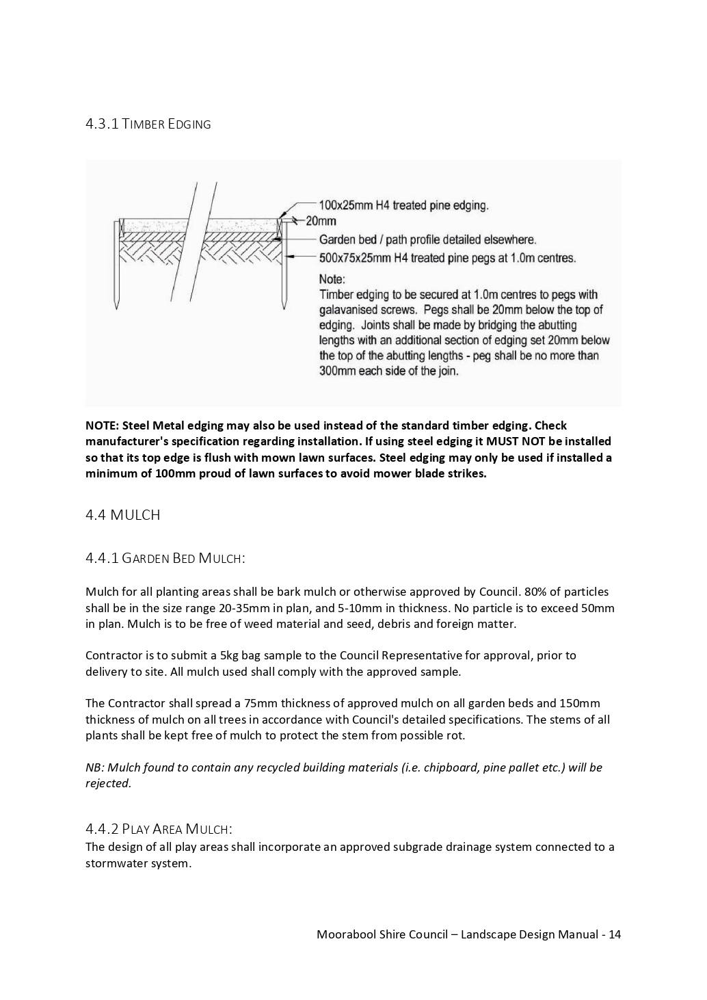 4.3.1 TIMBER EDGING
100x25mm H4 treated pine edging.
20mm
Garden bed / path profile detailed elsewhere.
500x75x25mm H4 treated pine pegs at 1.0m centres.
Note:
Timber edging to be secured at 1.0m centres to pegs with
galavanised screws. Pegs shall be 20mm below the top of
edging. Joints shall be made by bridging the abutting
lengths with an additional section of edging set 20mm below
the top of the abutting lengths - peg shall be no more than
300mm each side of the join.
NOTE: Steel Metal edging may also be used instead of the standard timber edging. Check
manufacturer's specification regarding installation. If using steel edging it MUST NOT be installed
so that its top edge is flush with mown lawn surfaces. Steel edging may only be used if installed a
minimum of 100mm proud of lawn surfaces to avoid mower blade strikes.
4.4 MULCH
4.4.1 GARDEN BED MULCH:
Mulch for all planting areas shall be bark mulch or otherwise approved by Council. 80% of particles
shall be in the size range 20-35mm in plan, and 5-10mm in thickness. No particle is to exceed 50mm
in plan. Mulch is to be free of weed material and seed, debris and foreign matter.
Contractor is to submit a 5kg bag sample to the Council Representative for approval, prior to
delivery to site. All mulch used shall comply with the approved sample.
The Contractor shall spread a 75mm thickness of approved mulch on all garden beds and 150mm
thickness of mulch on all trees in accordance with Council's detailed specifications. The stems of all
plants shall be kept free of mulch to protect the stem from possible rot.
NB: Mulch found to contain any recycled building materials (i.e. chipboard, pine pallet etc.) will be
rejected.
4.4.2 PLAY AREA MULCH:
The design of all play areas shall incorporate an approved subgrade drainage system connected to a
stormwater system.
Moorabool Shire Council – Landscape Design Manual - 14